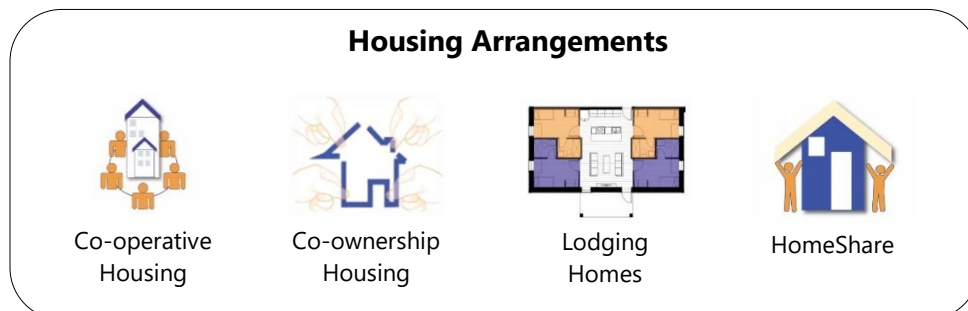 Housing Arrangements
Co-operative
Housing
Co-ownership
Housing
Lodging
Homes
HomeShare